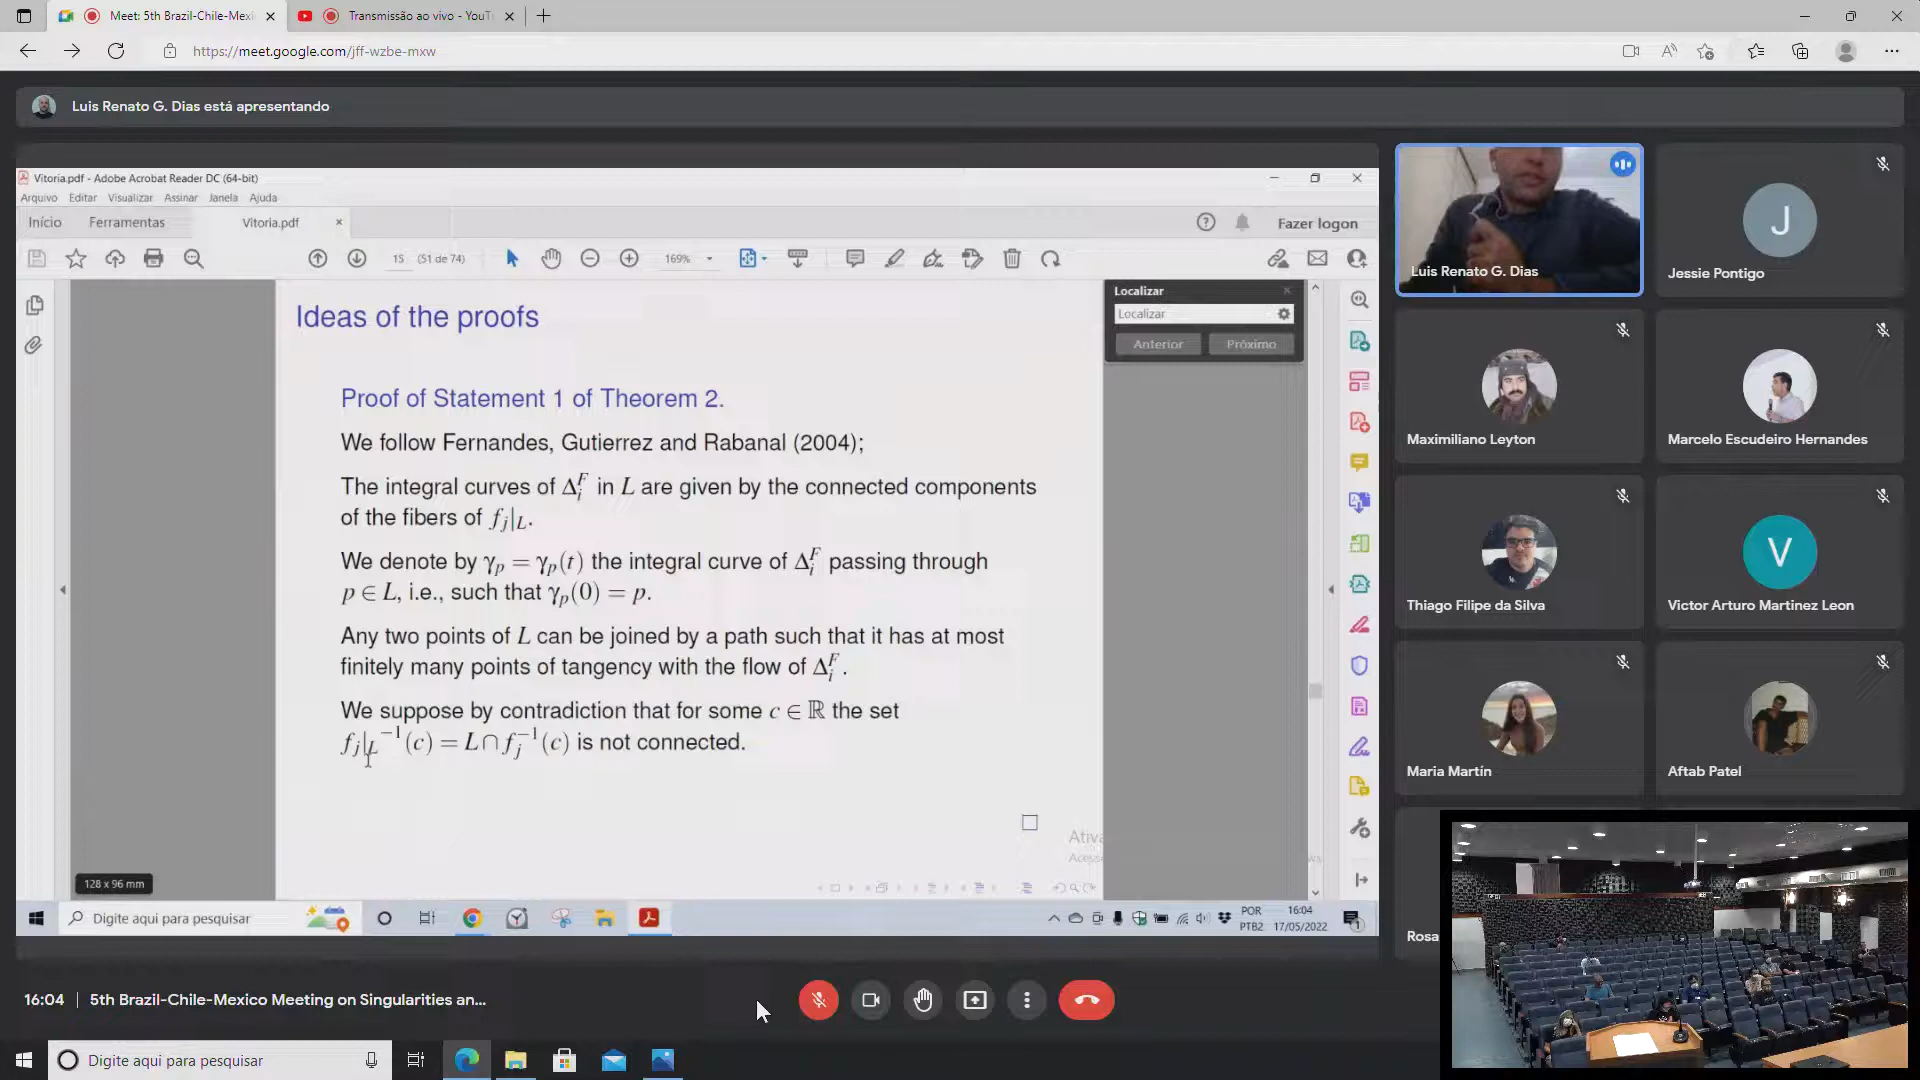 Meet: 5th Brazil-Chile-Mexi
Transmissão ao vivo - YouT
https://meet.google.com/jff-wzbe-mxw
Luis Renato G. Dias está apresentando
Vitoria.pdf - Adobe Acrobat Reader DC (64-bit)
Arquivo Editar Visualizar Assinar Janela Ajuda
Início Ferramentas Vitoria.pdf Fazer logon
15 (51 de 74) 169%
Localizar
Localizar
Anterior Próximo
Ideas of the proofs
Proof of Statement 1 of Theorem 2.
We follow Fernandes, Gutierrez and Rabanal (2004);
The integral curves of Δ_i^F in L are given by the connected components
of the fibers of f_j|_L.
We denote by γ_p = γ_p(t) the integral curve of Δ_i^F passing through
p ∈ L, i.e., such that γ_p(0) = p.
Any two points of L can be joined by a path such that it has at most
finitely many points of tangency with the flow of Δ_i^F.
We suppose by contradiction that for some c ∈ ℝ the set
f_j|_L^{-1}(c) = L ∩ f_j^{-1}(c) is not connected.
128 x 96 mm
Digite aqui para pesquisar
POR
PTB2
16:04
17/05/2022
Luis Renato G. Dias
J
Jessie Pontigo
Maximiliano Leyton
Marcelo Escudeiro Hernandes
Thiago Filipe da Silva
V
Victor Arturo Martinez Leon
Maria Martín
Aftab Patel
Rosa
16:04 | 5th Brazil-Chile-Mexico Meeting on Singularities an...
Digite aqui para pesquisar